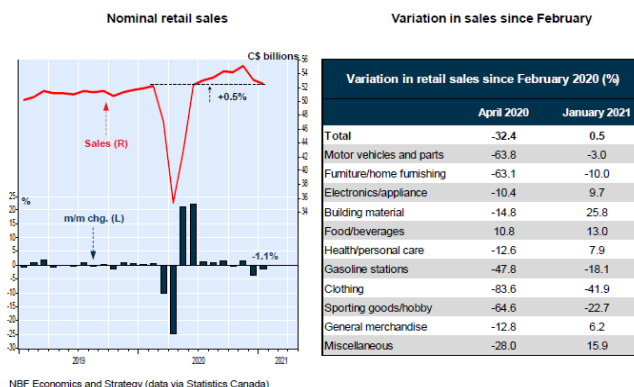 Nominal retail sales
Variation in sales since February
C$ billions
56
54
52
50
48
46
44
42
40
38
36
34
+0.5%
Sales (R)
25
20
15
10
5
0
-5
-10
-15
-20
-25
-30
%
m/m chg. (L)
-1.1%
2019 2020 2021
Variation in retail sales since February 2020 (%)
April 2020 January 2021
Total -32.4 0.5
Motor vehicles and parts -63.8 -3.0
Furniture/home furnishing -63.1 -10.0
Electronics/appliance -10.4 9.7
Building material -14.8 25.8
Food/beverages 10.8 13.0
Health/personal care -12.6 7.9
Gasoline stations -47.8 -18.1
Clothing -83.6 -41.9
Sporting goods/hobby -64.6 -22.7
General merchandise -12.8 6.2
Miscellaneous -28.0 15.9
NBF Economics and Strategy (data via Statistics Canada)